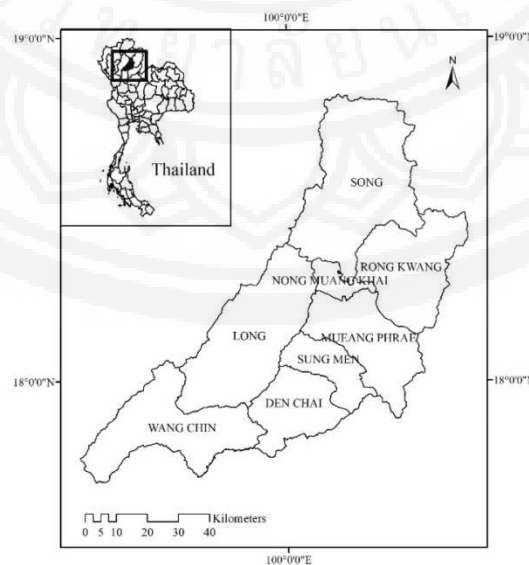 100°0'0"E
19°0'0"N
19°0'0"N
N
Thailand
SONG
RONG KWANG
NONG MUANG KHAI
LONG
MUEANG PHRAE
SUNG MEN
18°0'0"N
18°0'0"N
DEN CHAI
WANG CHIN
Kilometers
0 5 10 20 30 40
100°0'0"E